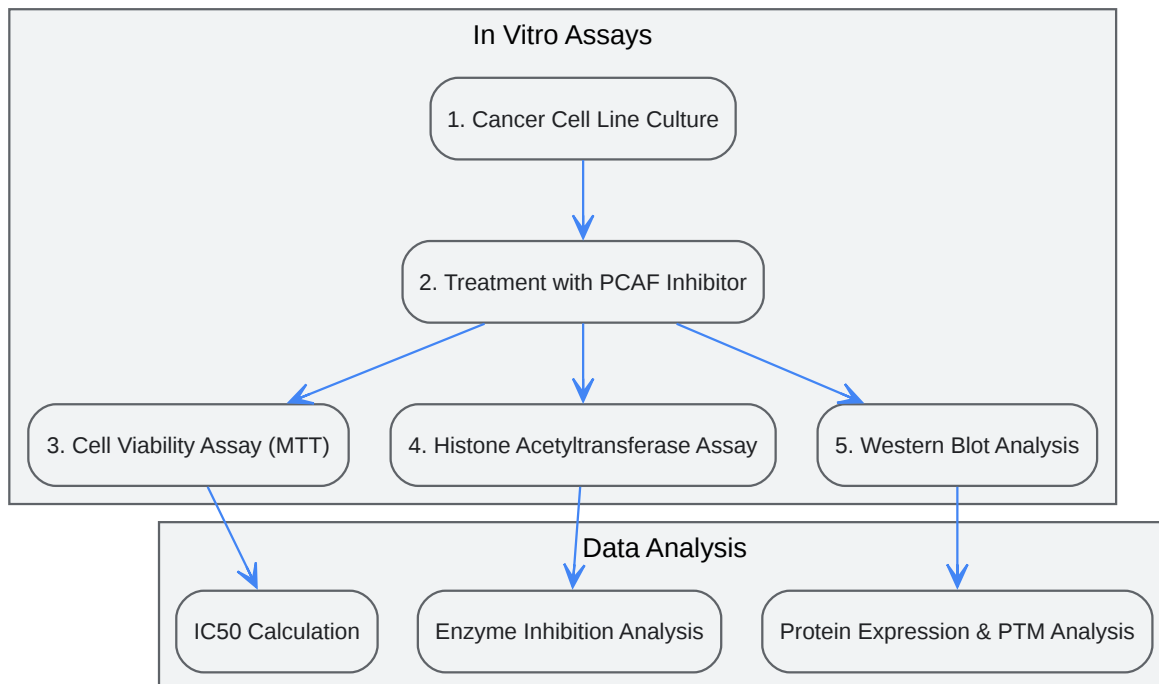 In Vitro Assays
1. Cancer Cell Line Culture
2. Treatment with PCAF Inhibitor
3. Cell Viability Assay (MTT)
4. Histone Acetyltransferase Assay
5. Western Blot Analysis
Data Analysis
IC50 Calculation
Enzyme Inhibition Analysis
Protein Expression & PTM Analysis